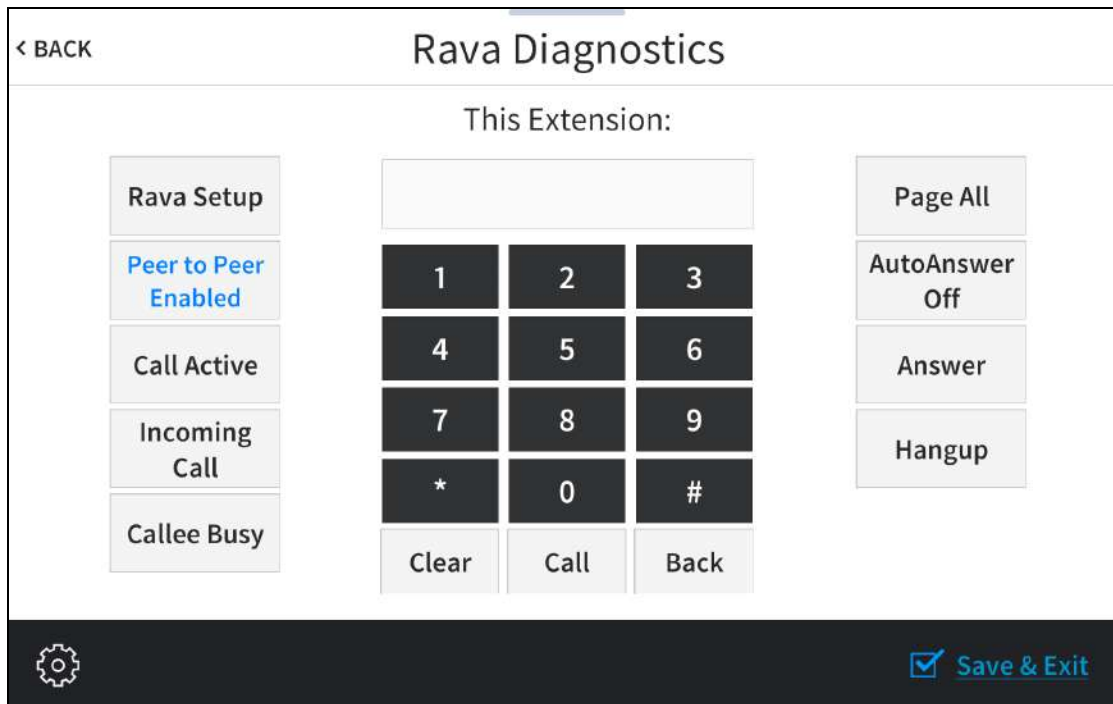 < BACK
Rava Diagnostics
This Extension:
Rava Setup
Peer to Peer
Enabled
Call Active
Incoming
Call
Callee Busy
1 2 3
4 5 6
7 8 9
* 0 #
Clear Call Back
Page All
AutoAnswer
Off
Answer
Hangup
Save & Exit